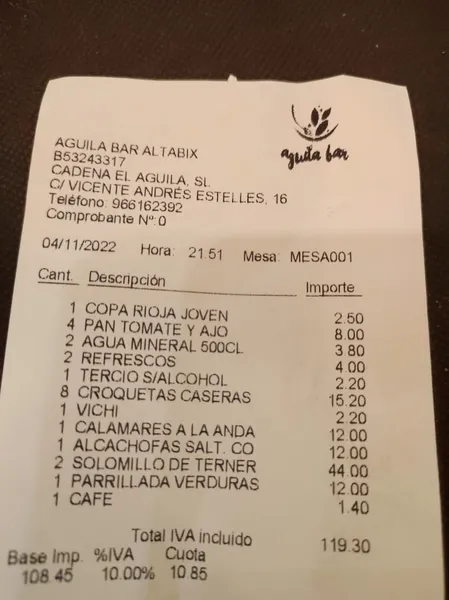 aguila bar
AGUILA BAR ALTABIX
B53243317
CADENA EL AGUILA, SL
C/ VICENTE ANDRÉS ESTELLES, 16
Teléfono: 966162392
Comprobante Nº:0
04/11/2022 Hora: 21:51 Mesa: MESA001
Cant. Descripción Importe
1 COPA RIOJA JOVEN 2.50
4 PAN TOMATE Y AJO 8.00
2 AGUA MINERAL 500CL 3.80
2 REFRESCOS 4.00
1 TERCIO S/ALCOHOL 2.20
8 CROQUETAS CASERAS 15.20
1 VICHI 2.20
1 CALAMARES A LA ANDA 12.00
1 ALCACHOFAS SALT. CO 12.00
2 SOLOMILLO DE TERNER 44.00
1 PARRILLADA VERDURAS 12.00
1 CAFE 1.40
Total IVA incluido 119.30
Base Imp. %IVA Cuota
108.45 10.00% 10.85